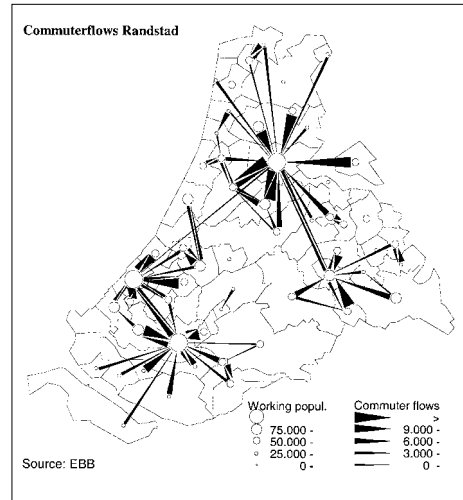 Commuterflows Randstad
Working popul.
75.000 -
50.000 -
25.000 -
0 -
Commuter flows
>
9.000 -
6.000 -
3.000 -
0 -
Source: EBB